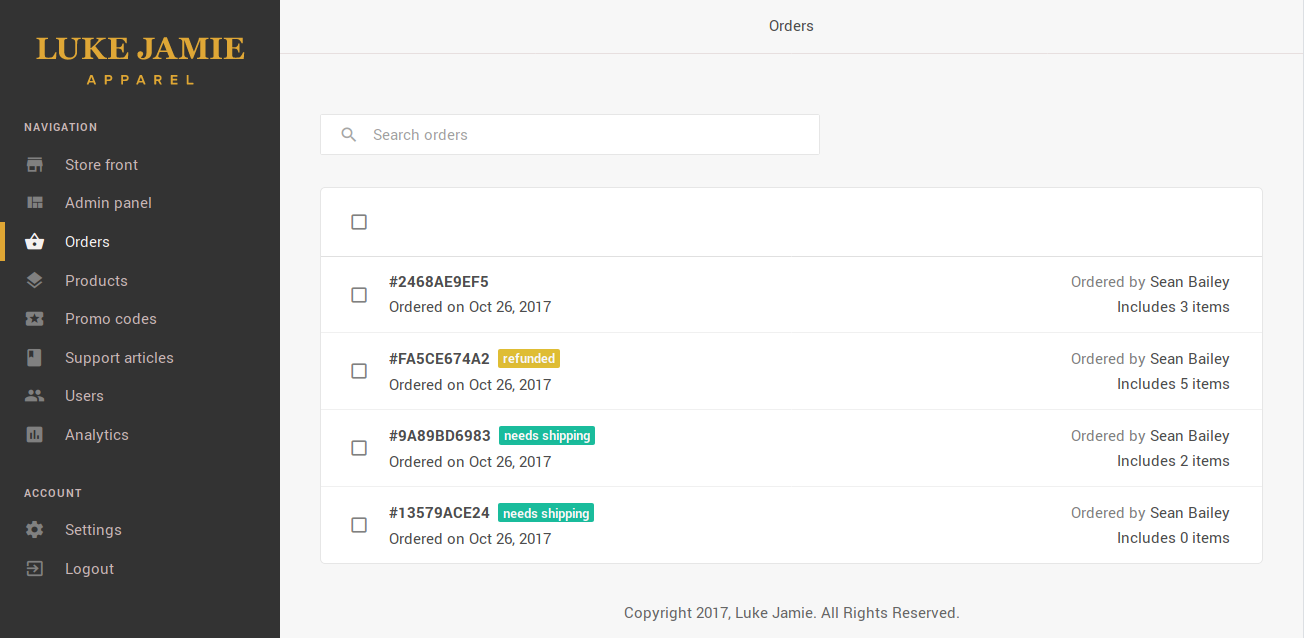 LUKE JAMIE
APPAREL
NAVIGATION
Store front
Admin panel
Orders
Products
Promo codes
Support articles
Users
Analytics
ACCOUNT
Settings
Logout
Orders
Search orders
#2468AE9EF5
Ordered on Oct 26, 2017
Ordered by Sean Bailey
Includes 3 items
#FA5CE674A2 refunded
Ordered on Oct 26, 2017
Ordered by Sean Bailey
Includes 5 items
#9A89BD6983 needs shipping
Ordered on Oct 26, 2017
Ordered by Sean Bailey
Includes 2 items
#13579ACE24 needs shipping
Ordered on Oct 26, 2017
Ordered by Sean Bailey
Includes 0 items
Copyright 2017, Luke Jamie. All Rights Reserved.